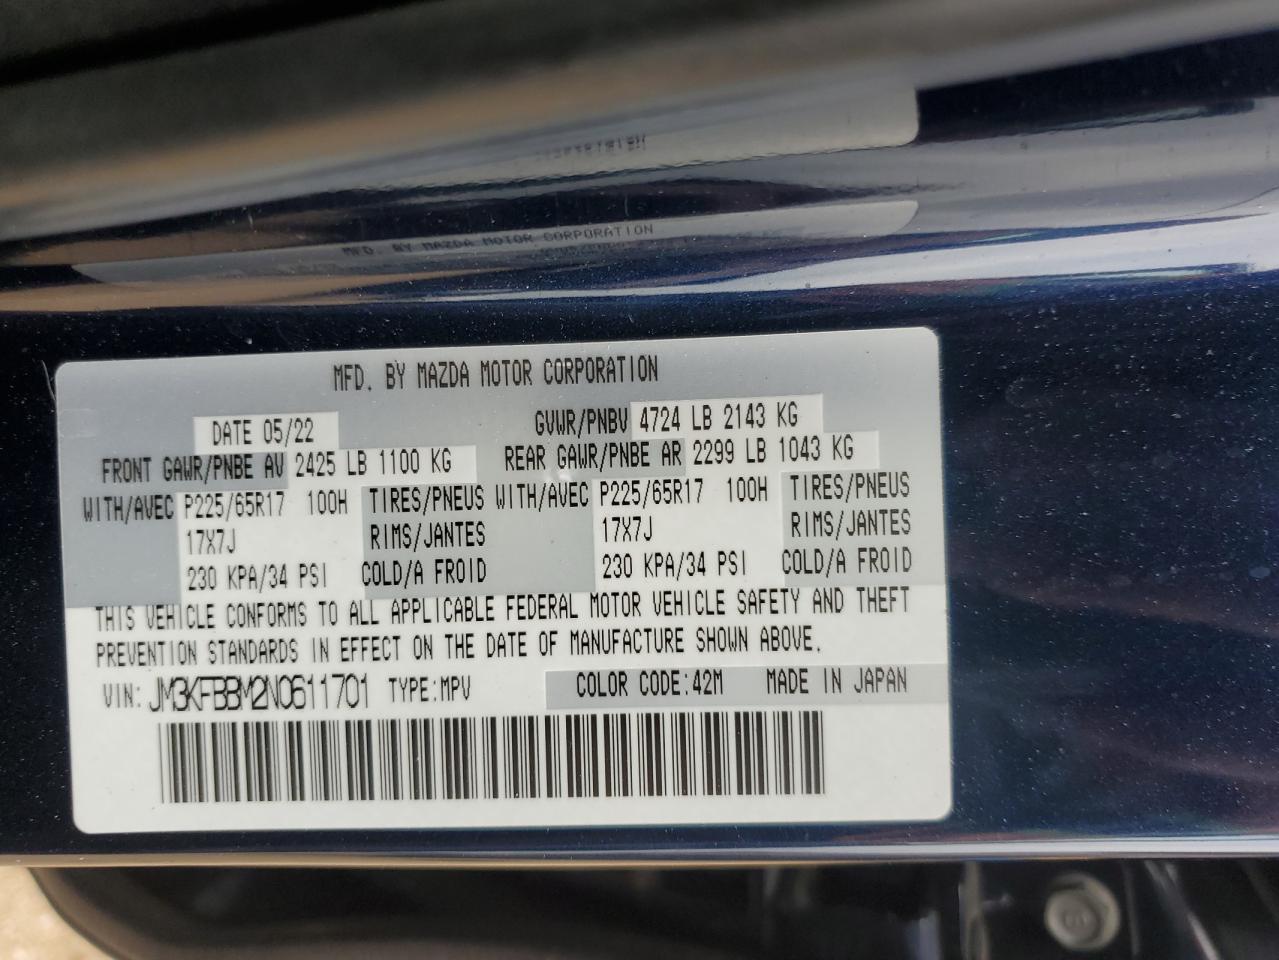 MFD. BY MAZDA MOTOR CORPORATION
MFD. BY MAZDA MOTOR CORPORATION
DATE 05/22 GVWR/PNBV 4724 LB 2143 KG
FRONT GAWR/PNBE AV 2425 LB 1100 KG REAR GAWR/PNBE AR 2299 LB 1043 KG
WITH/AVEC P225/65R17 100H TIRES/PNEUS WITH/AVEC P225/65R17 100H TIRES/PNEUS
17X7J RIMS/JANTES 17X7J RIMS/JANTES
230 KPA/34 PSI COLD/A FROID 230 KPA/34 PSI COLD/A FROID
THIS VEHICLE CONFORMS TO ALL APPLICABLE FEDERAL MOTOR VEHICLE SAFETY AND THEFT
PREVENTION STANDARDS IN EFFECT ON THE DATE OF MANUFACTURE SHOWN ABOVE.
VIN: JM3KFBBM2N0611701 TYPE:MPV COLOR CODE:42M MADE IN JAPAN